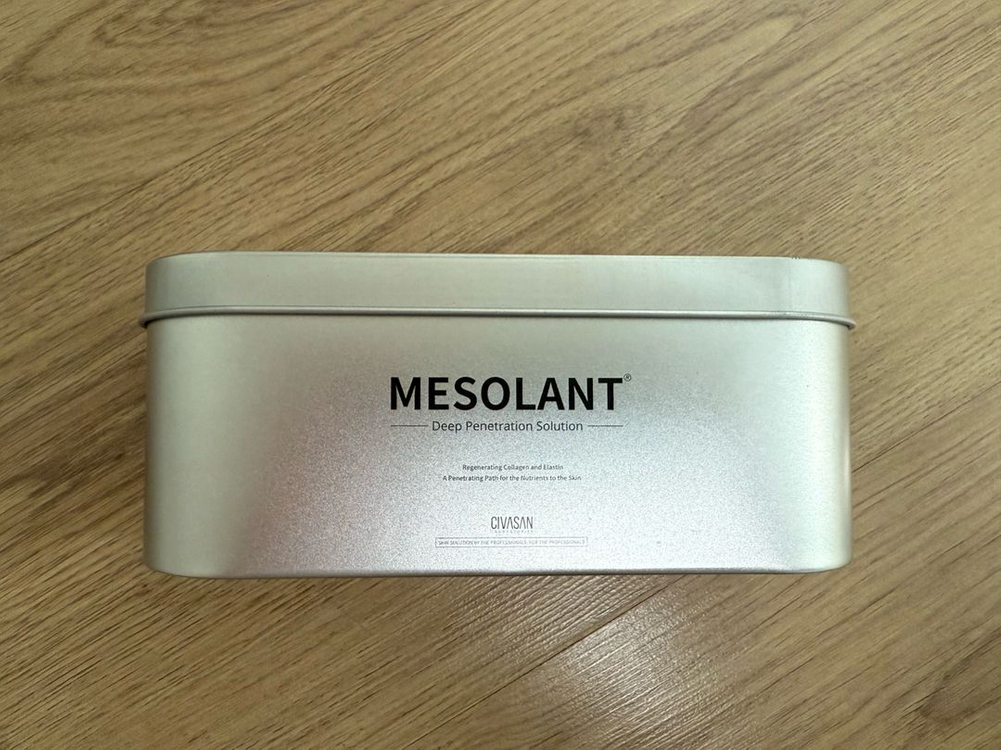 MESOLANT®
Deep Penetration Solution
Regenerating Collagen and Elastin
A Penetrating Path for the Nutrients to the Skin
CIVASAN
SKIN SOLUTION BY THE PROFESSIONALS, FOR THE PROFESSIONALS